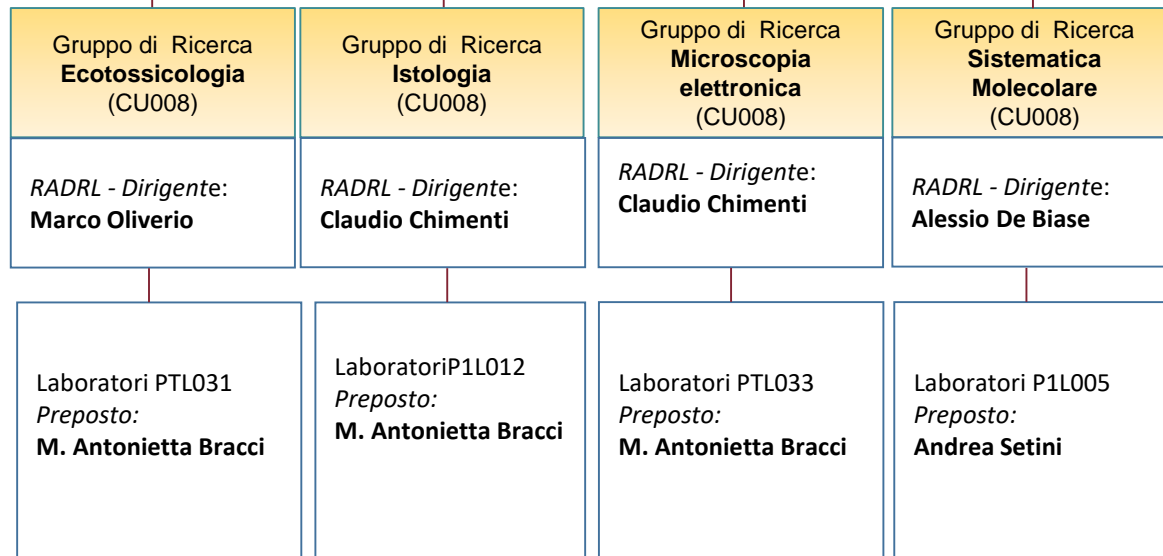 Gruppo di Ricerca
Ecotossicologia
(CU008)
RADRL - Dirigente:
Marco Oliverio
Laboratori PTL031
Preposto:
M. Antonietta Bracci
Gruppo di Ricerca
Istologia
(CU008)
RADRL - Dirigente:
Claudio Chimenti
LaboratoriP1L012
Preposto:
M. Antonietta Bracci
Gruppo di Ricerca
Microscopia
elettronica
(CU008)
RADRL - Dirigente:
Claudio Chimenti
Laboratori PTL033
Preposto:
M. Antonietta Bracci
Gruppo di Ricerca
Sistematica
Molecolare
(CU008)
RADRL - Dirigente:
Alessio De Biase
Laboratori P1L005
Preposto:
Andrea Setini